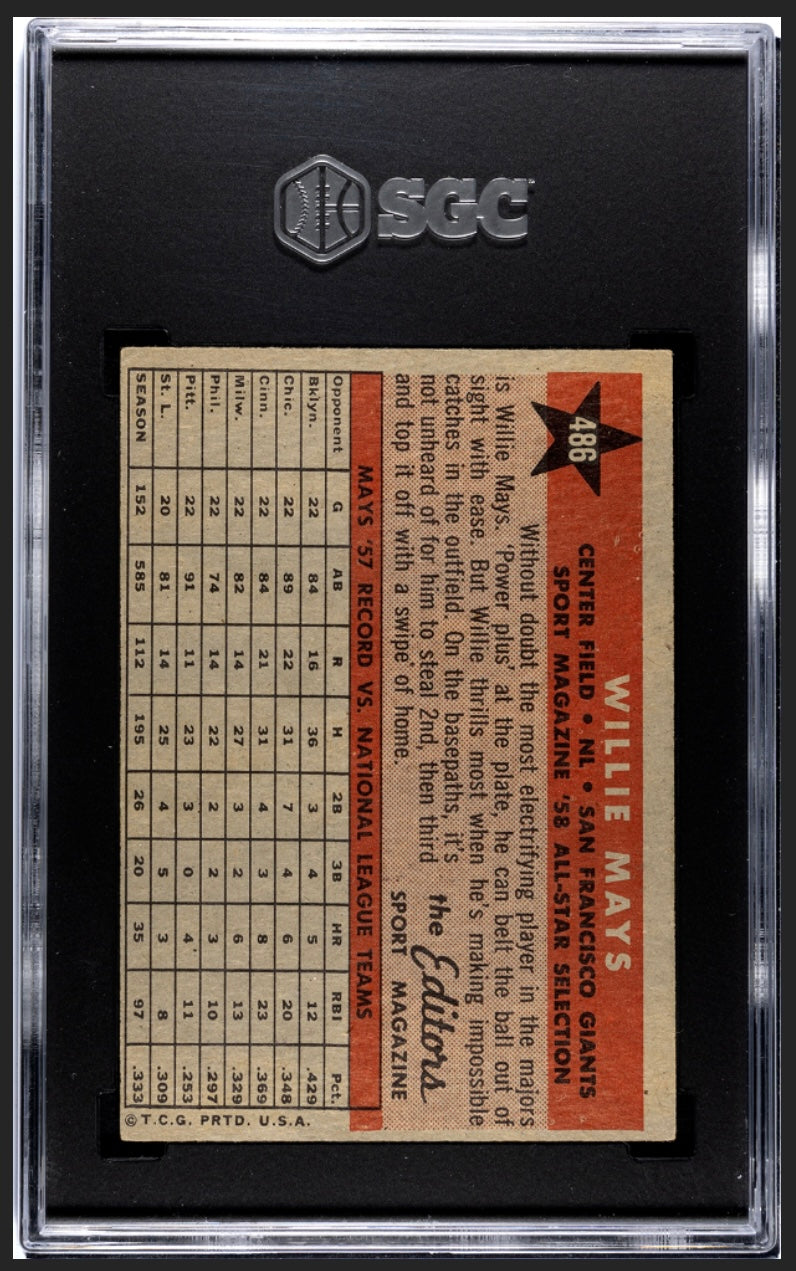 SGC
486
WILLIE MAYS
CENTER FIELD • NL • SAN FRANCISCO GIANTS
SPORT MAGAZINE '58 ALL-STAR SELECTION
Without doubt the most electrifying player in the majors
is Willie Mays. 'Power plus' at the plate, he can belt the ball out of
sight with ease. But Willie thrills most when he's making impossible
catches in the outfield. On the basepaths, it's
not unheard of for him to steal 2nd, then third
and top it off with a 'swipe' of home.
the Editors
SPORT MAGAZINE
MAYS '57 RECORD VS. NATIONAL LEAGUE TEAMS
Opponent G AB R H 2B 3B HR RBI Pct.
Bklyn. 22 84 16 36 3 4 5 12 .429
Chic. 22 89 22 31 7 4 6 20 .348
Cinn. 22 84 21 31 4 3 8 23 .369
Milw. 22 82 14 27 3 2 6 13 .329
Phil. 22 74 14 22 2 2 3 10 .297
Pitt. 22 91 11 23 3 0 4 11 .253
St. L. 20 81 14 25 4 5 3 8 .309
SEASON 152 585 112 195 26 20 35 97 .333
© T.C.G. PRTD. U.S.A.